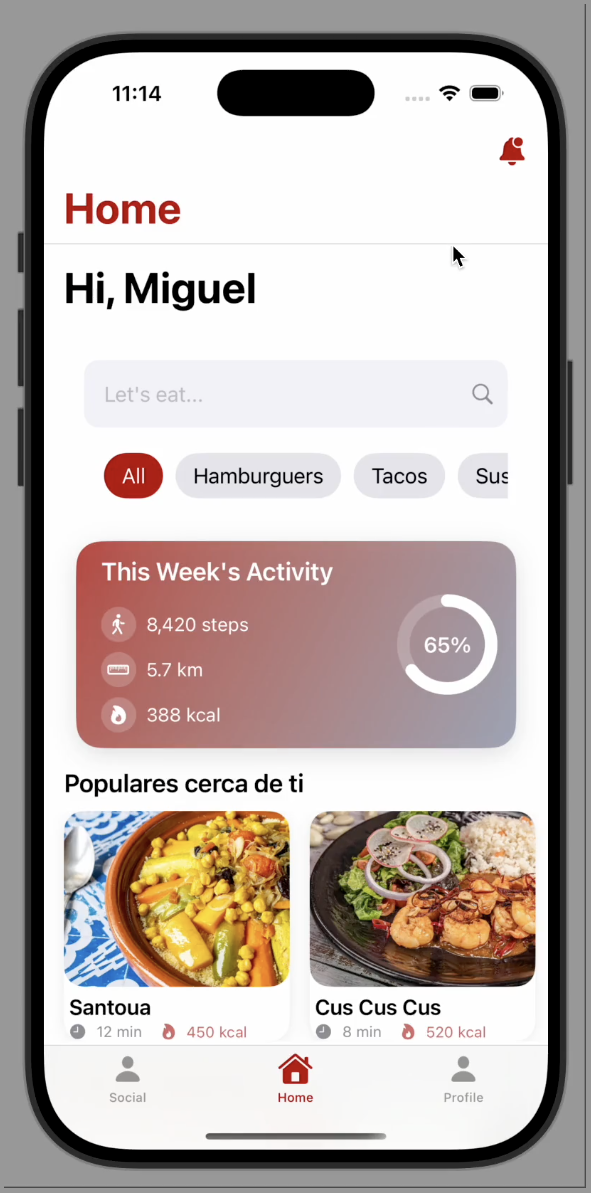 11:14
Home
Hi, Miguel
Let's eat...
All Hamburguers Tacos Sus
This Week's Activity
8,420 steps
5.7 km
388 kcal
65%
Populares cerca de ti
Santoua Cus Cus Cus
12 min 450 kcal 8 min 520 kcal
Social Home Profile